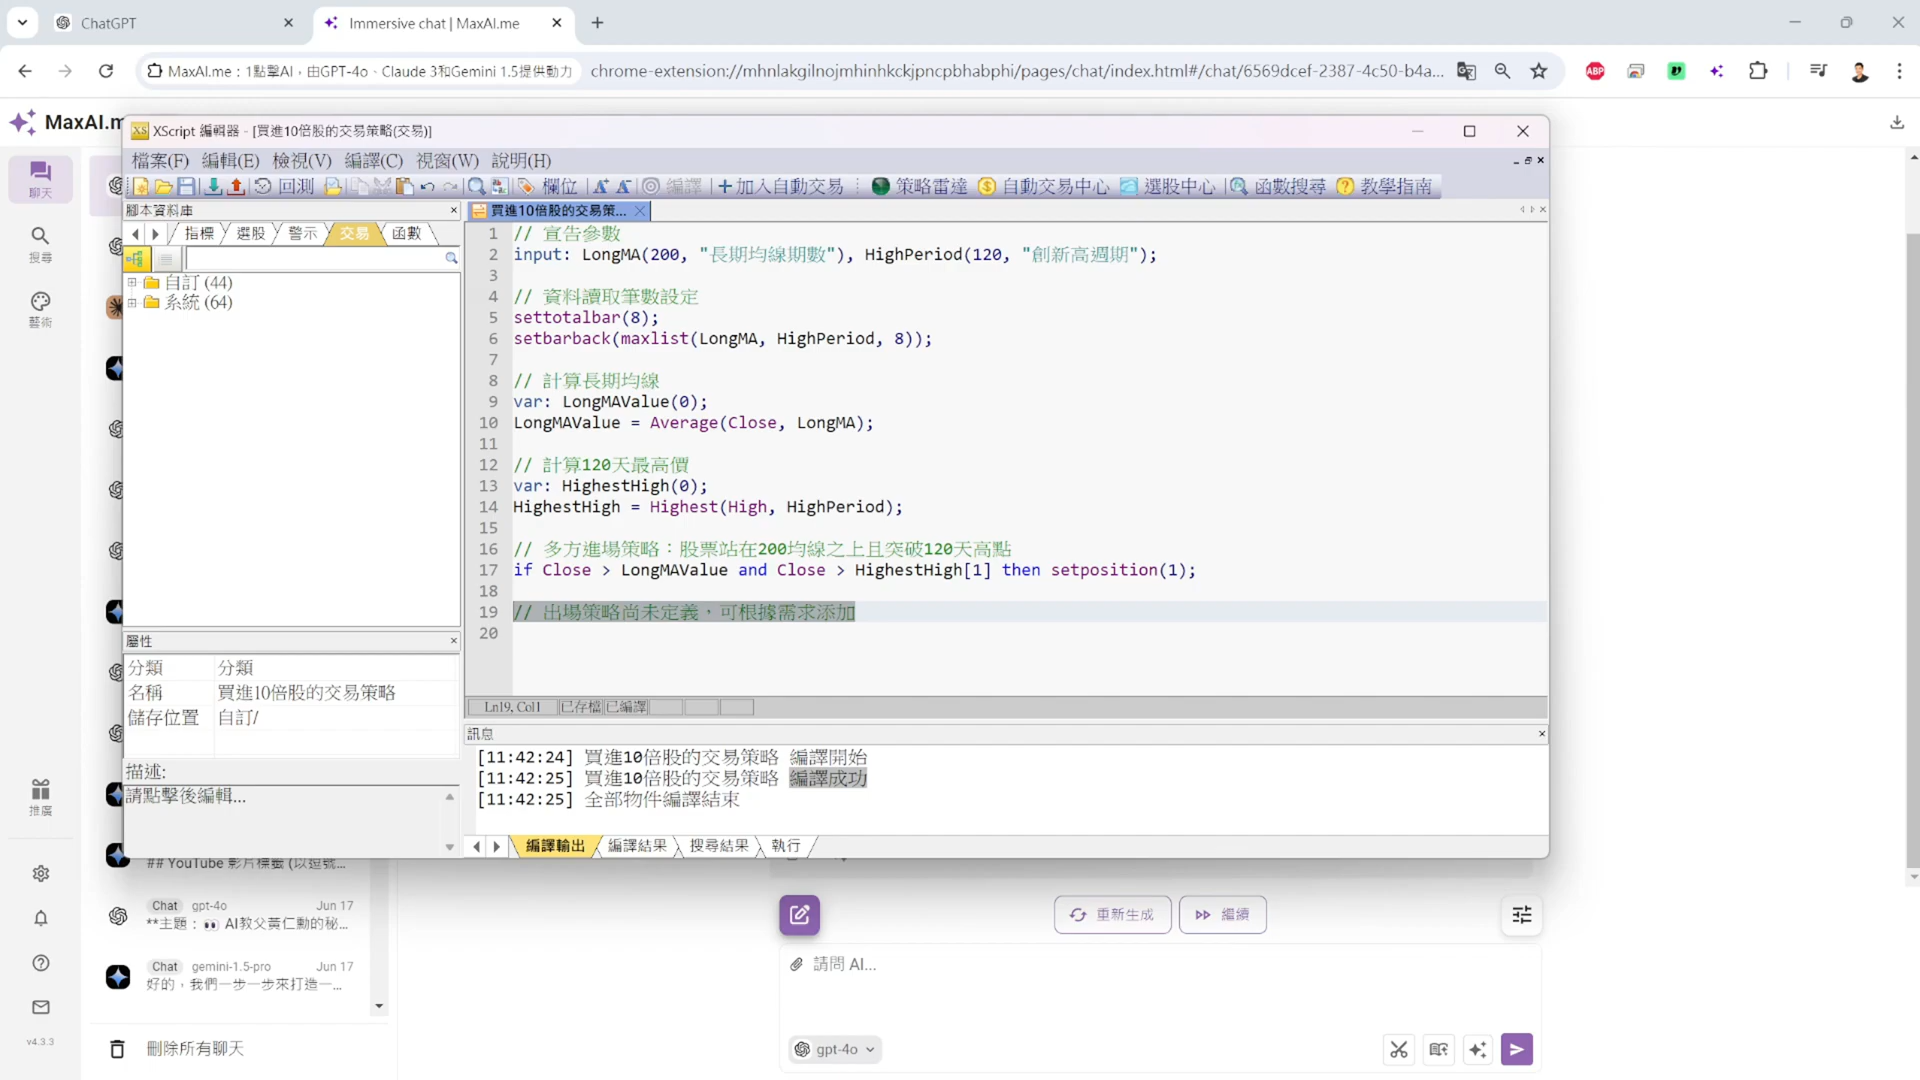 ChatGPT
Immersive chat | MaxAI.me
MaxAI.me：1點擊AI，由GPT-4o、Claude 3和Gemini 1.5提供動力
chrome-extension://mhnlakgilnojmhinhkckjpncpbhabphi/pages/chat/index.html#/chat/6569dcef-2387-4c50-b4a...
ABP
MaxAI.m
XS XScript 編輯器 - [買進10倍股的交易策略(交易)]
檔案(F) 編輯(E) 檢視(V) 編譯(C) 視窗(W) 說明(H)
回測 欄位 編譯 加入自動交易 策略雷達 自動交易中心 選股中心 函數搜尋 教學指南
聊天
搜尋
藝術
推廣
v4.3.3
腳本資料庫
指標 選股 警示 交易 函數
自訂 (44)
系統 (64)
屬性
分類 分類
名稱 買進10倍股的交易策略
儲存位置 自訂/
描述:
請點擊後編輯...
買進10倍股的交易策...
1 // 宣告參數
2 input: LongMA(200, "長期均線期數"), HighPeriod(120, "創新高週期");
3
4 // 資料讀取筆數設定
5 settotalbar(8);
6 setbarback(maxlist(LongMA, HighPeriod, 8));
7
8 // 計算長期均線
9 var: LongMAValue(0);
10 LongMAValue = Average(Close, LongMA);
11
12 // 計算120天最高價
13 var: HighestHigh(0);
14 HighestHigh = Highest(High, HighPeriod);
15
16 // 多方進場策略：股票站在200均線之上且突破120天高點
17 if Close > LongMAValue and Close > HighestHigh[1] then setposition(1);
18
19 // 出場策略尚未定義，可根據需求添加
20
Ln19, Col1 已存檔 已編譯
訊息
[11:42:24] 買進10倍股的交易策略 編譯開始
[11:42:25] 買進10倍股的交易策略 編譯成功
[11:42:25] 全部物件編譯結束
編譯輸出 編譯結果 搜尋結果 執行
## YouTube 影片標籤 (以逗號...
Chat gpt-4o Jun 17
**主題：👀 AI教父黃仁勳的秘...
Chat gemini-1.5-pro Jun 17
好的，我們一步一步來打造一...
刪除所有聊天
重新生成
繼續
請問 AI...
gpt-4o